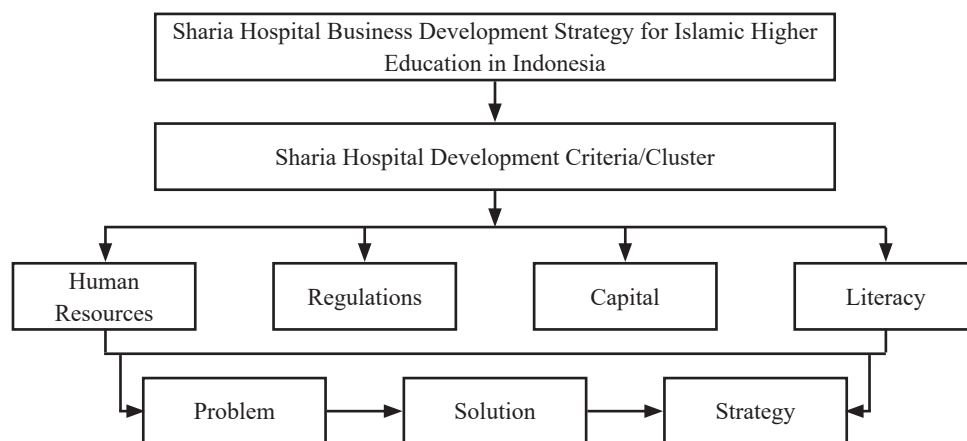 Sharia Hospital Business Development Strategy for Islamic Higher
Education in Indonesia
Sharia Hospital Development Criteria/Cluster
Human
Resources
Regulations
Capital
Literacy
Problem
Solution
Strategy